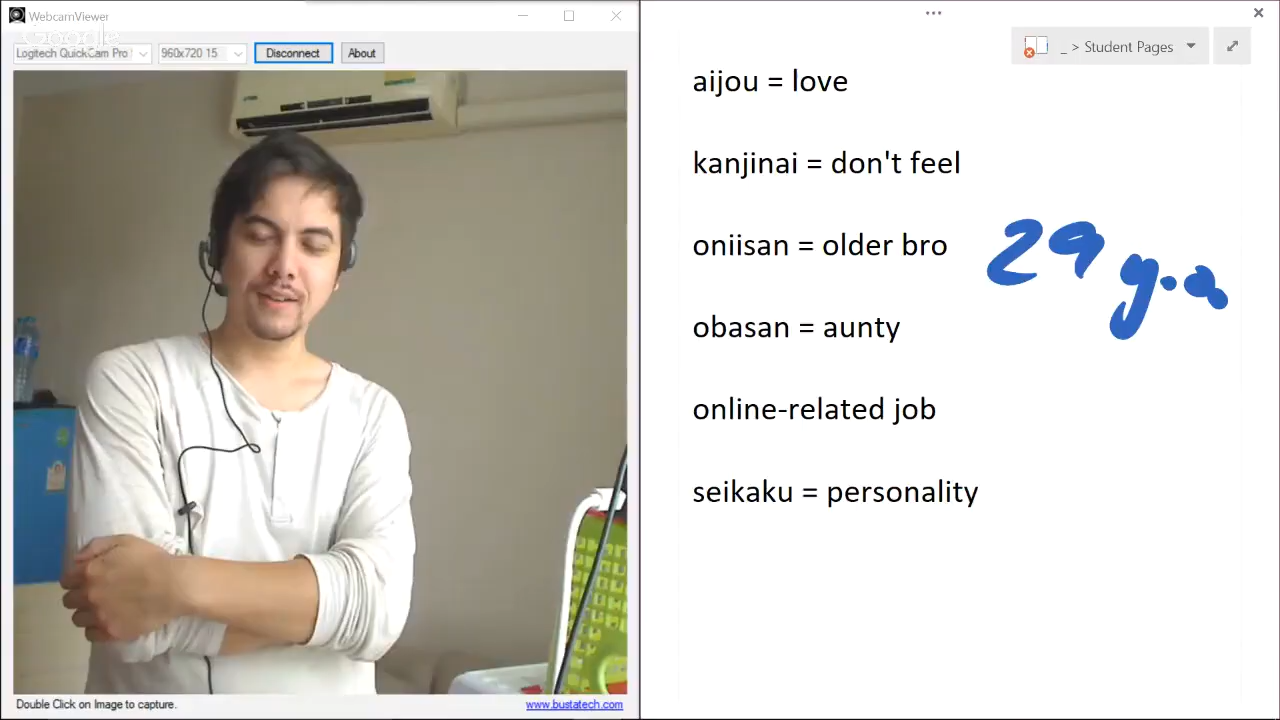 WebcamViewer
Google
Logitech QuickCam Pro
960x720 15
Disconnect
About
Double Click on Image to capture.
www.bustatech.com
_ > Student Pages
aijou = love
kanjinai = don't feel
oniisan = older bro
29 y.o
obasan = aunty
online-related job
seikaku = personality